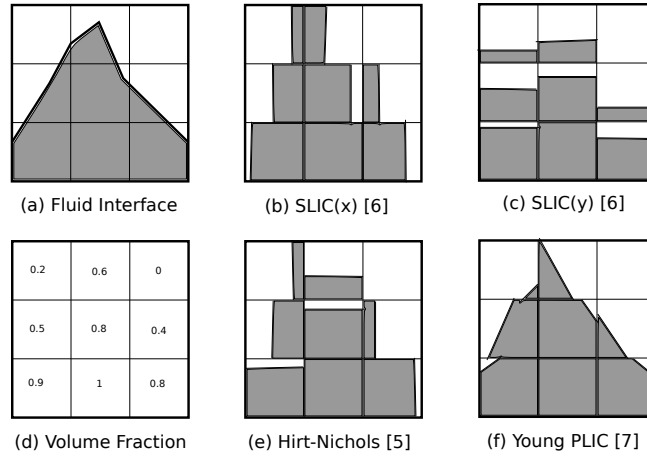 (a) Fluid Interface
(b) SLIC(x) [6]
(c) SLIC(y) [6]
0.2 0.6 0
0.5 0.8 0.4
0.9 1 0.8
(d) Volume Fraction
(e) Hirt-Nichols [5]
(f) Young PLIC [7]